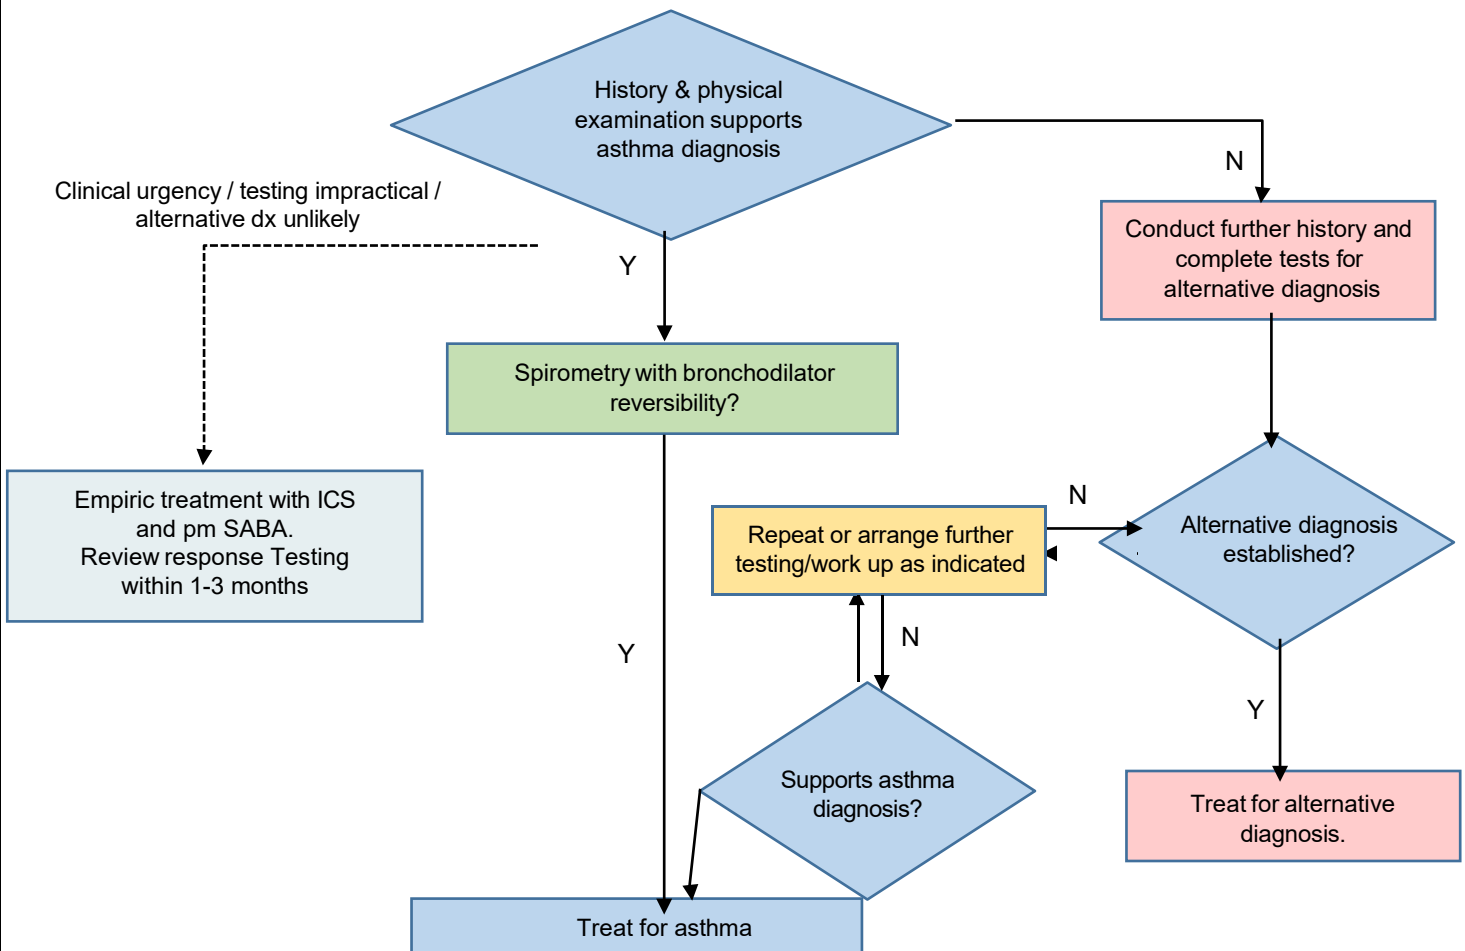 History & physical
examination supports
asthma diagnosis
N
Clinical urgency / testing impractical /
alternative dx unlikely
Conduct further history and
complete tests for
alternative diagnosis
Y
Spirometry with bronchodilator
reversibility?
Empiric treatment with ICS
and pm SABA.
Review response Testing
within 1-3 months
N
Repeat or arrange further
testing/work up as indicated
Alternative diagnosis
established?
N
Y
Y
Supports asthma
diagnosis?
Treat for alternative
diagnosis.
Treat for asthma